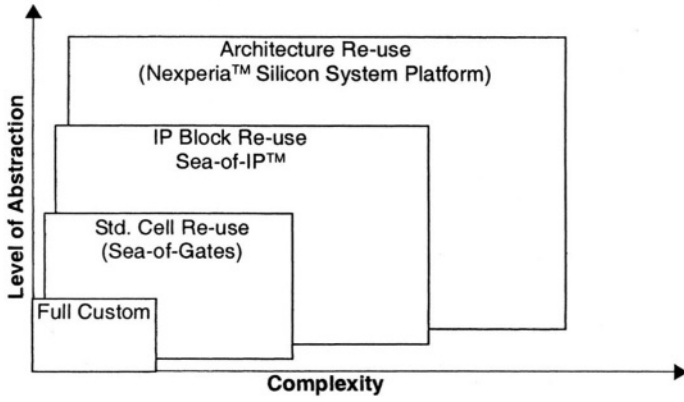 Architecture Re-use
(Nexperia™ Silicon System Platform)
IP Block Re-use
Sea-of-IP™
Std. Cell Re-use
(Sea-of-Gates)
Full Custom
Level of Abstraction
Complexity